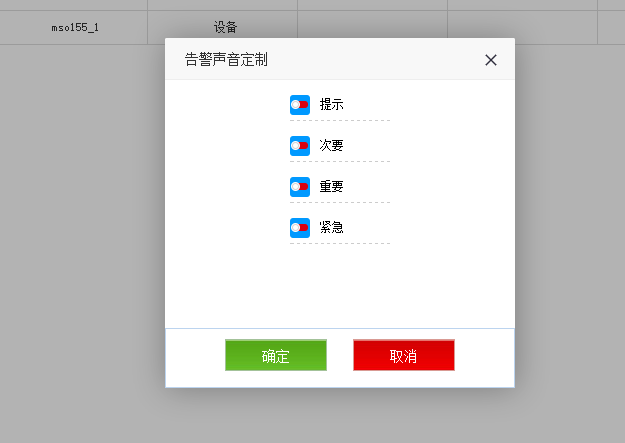 mso155_1 设备
告警声音定制
提示
次要
重要
紧急
确定 取消